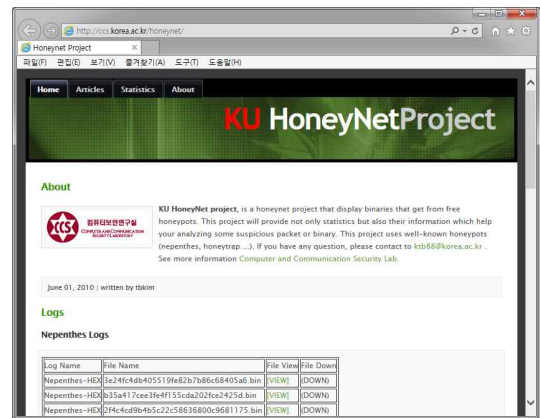 http://ccs.korea.ac.kr/honeynet/
Honeynet Project
파일(F) 편집(E) 보기(V) 즐겨찾기(A) 도구(T) 도움말(H)
Home Articles Statistics About
KU HoneyNetProject
About
CCS
컴퓨터보안연구실
COMPUTER AND COMMUNICATION
SECURITY LABORATORY
KU HoneyNet project, is a honeynet project that display binaries that get from free
honeypots. This project will provide not only statistics but also their information which help
your analyzing some suspicious packet or binary. This project uses well-known honeypots
(nepenthes, honeytrap ...). If you have any question, please contact to ktb88@korea.ac.kr .
See more information Computer and Communication Security Lab.
June 01, 2010 | written by tbkim
Logs
Nepenthes Logs
Log Name File Name File View File Down
Nepenthes-HEX 3e24fc4db405519fe82b7b86c68405a6.bin [VIEW] (DOWN)
Nepenthes-HEX b35a417cee3fe4f155cda202fce2425d.bin [VIEW] (DOWN)
Nepenthes-HEX 2f4c4cd9b4b5c22c58636800c9681175.bin [VIEW] (DOWN)